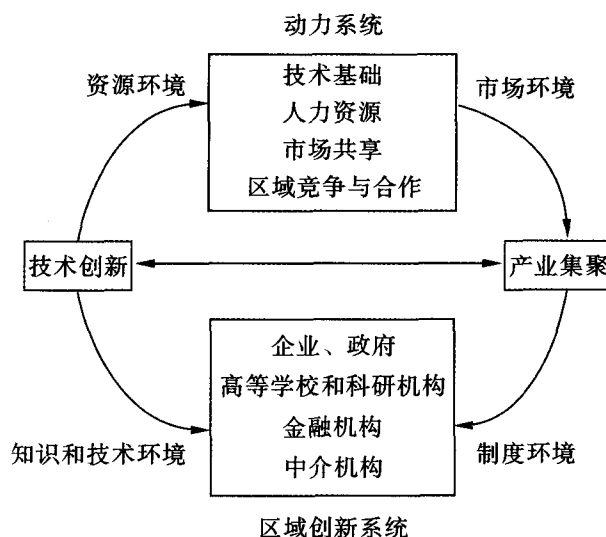 动力系统
资源环境
技术基础
人力资源
市场共享
区域竞争与合作
市场环境
技术创新
产业集聚
企业、政府
高等学校和科研机构
金融机构
中介机构
知识和技术环境
制度环境
区域创新系统